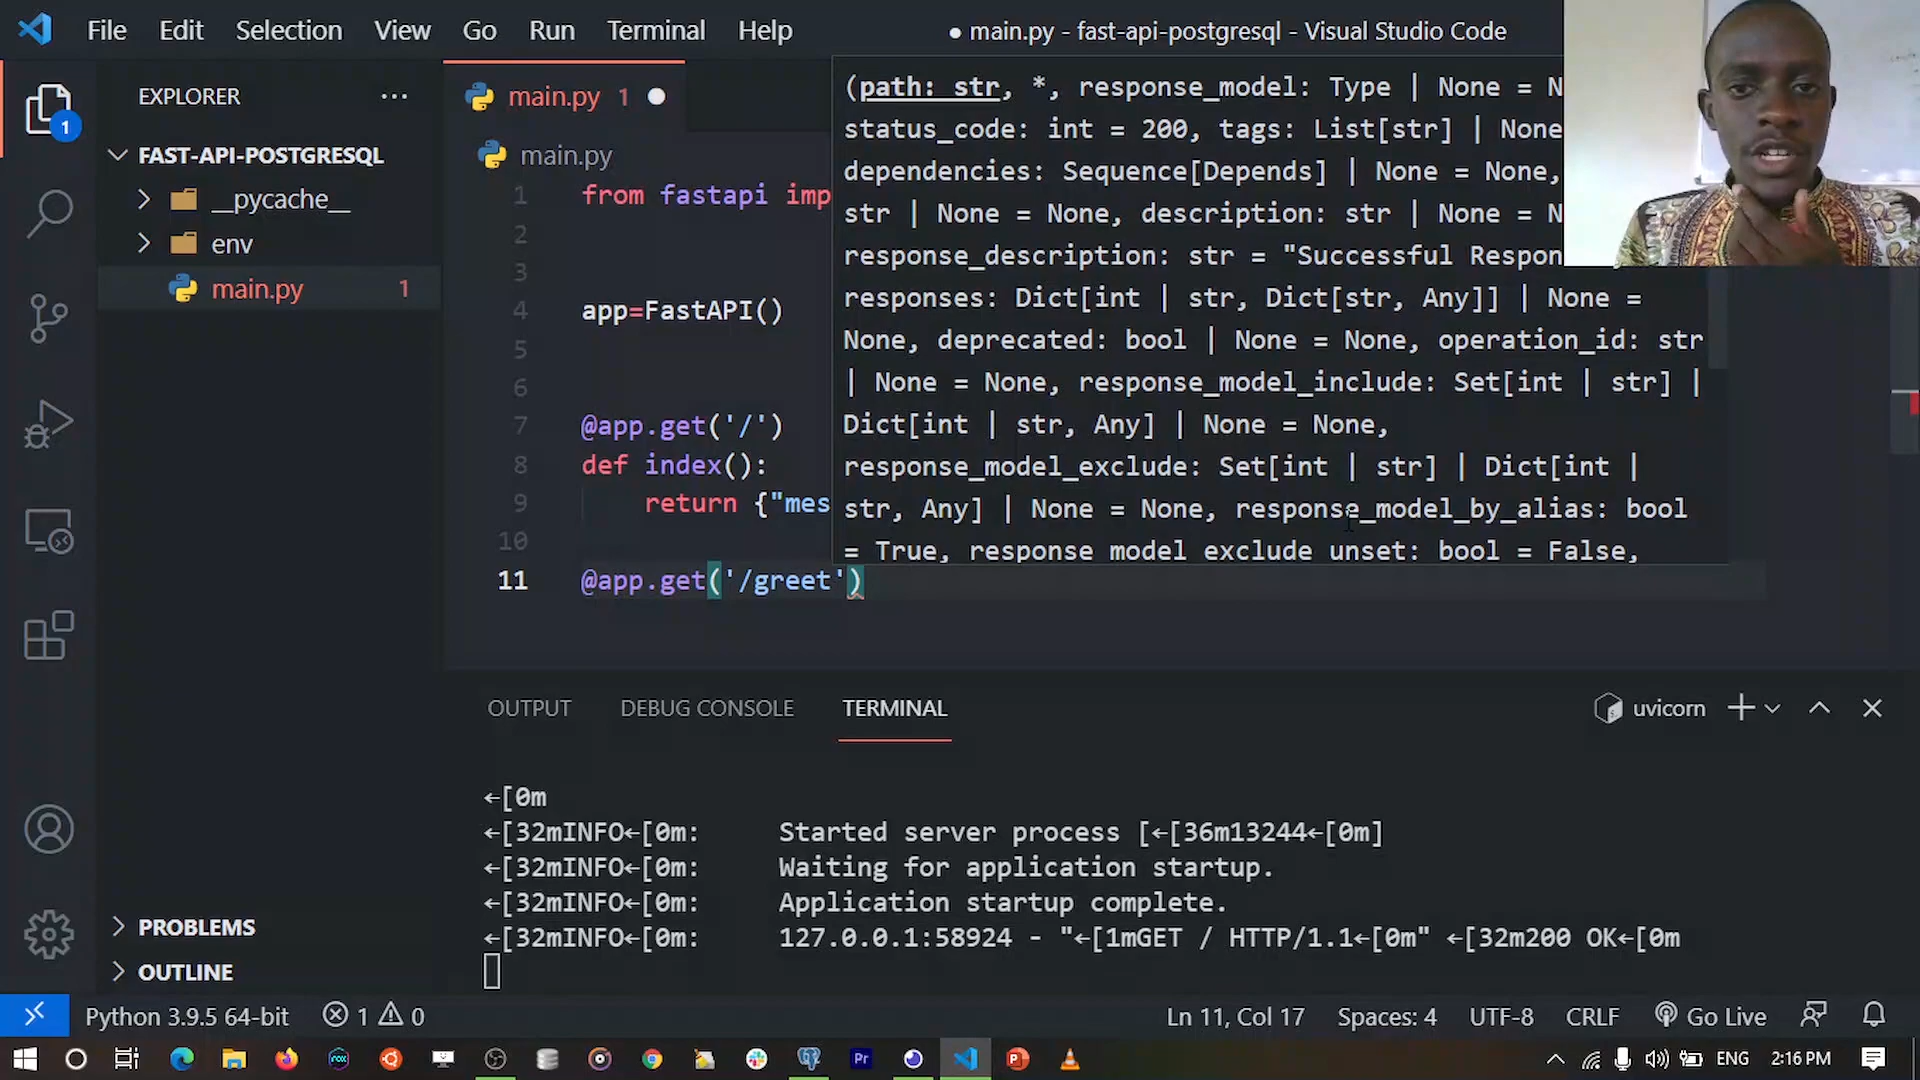 File Edit Selection View Go Run Terminal Help
● main.py - fast-api-postgresql - Visual Studio Code
EXPLORER ···
1
FAST-API-POSTGRESQL
__pycache__
env
main.py 1
PROBLEMS
OUTLINE
main.py 1
main.py
1 from fastapi imp
2
3
4 app=FastAPI()
5
6
7 @app.get('/')
8 def index():
9 return {"mes
10
11 @app.get('/greet')
(path: str, *, response_model: Type | None = N
status_code: int = 200, tags: List[str] | None
dependencies: Sequence[Depends] | None = None,
str | None = None, description: str | None = N
response_description: str = "Successful Respon
responses: Dict[int | str, Dict[str, Any]] | None =
None, deprecated: bool | None = None, operation_id: str
| None = None, response_model_include: Set[int | str] |
Dict[int | str, Any] | None = None,
response_model_exclude: Set[int | str] | Dict[int |
str, Any] | None = None, response_model_by_alias: bool
= True, response_model_exclude_unset: bool = False,
OUTPUT DEBUG CONSOLE TERMINAL
uvicorn
←[0m
←[32mINFO←[0m: Started server process [←[36m13244←[0m]
←[32mINFO←[0m: Waiting for application startup.
←[32mINFO←[0m: Application startup complete.
←[32mINFO←[0m: 127.0.0.1:58924 - "←[1mGET / HTTP/1.1←[0m" ←[32m200 OK←[0m
Python 3.9.5 64-bit 1 0 Ln 11, Col 17 Spaces: 4 UTF-8 CRLF Go Live
Pr ENG 2:16 PM